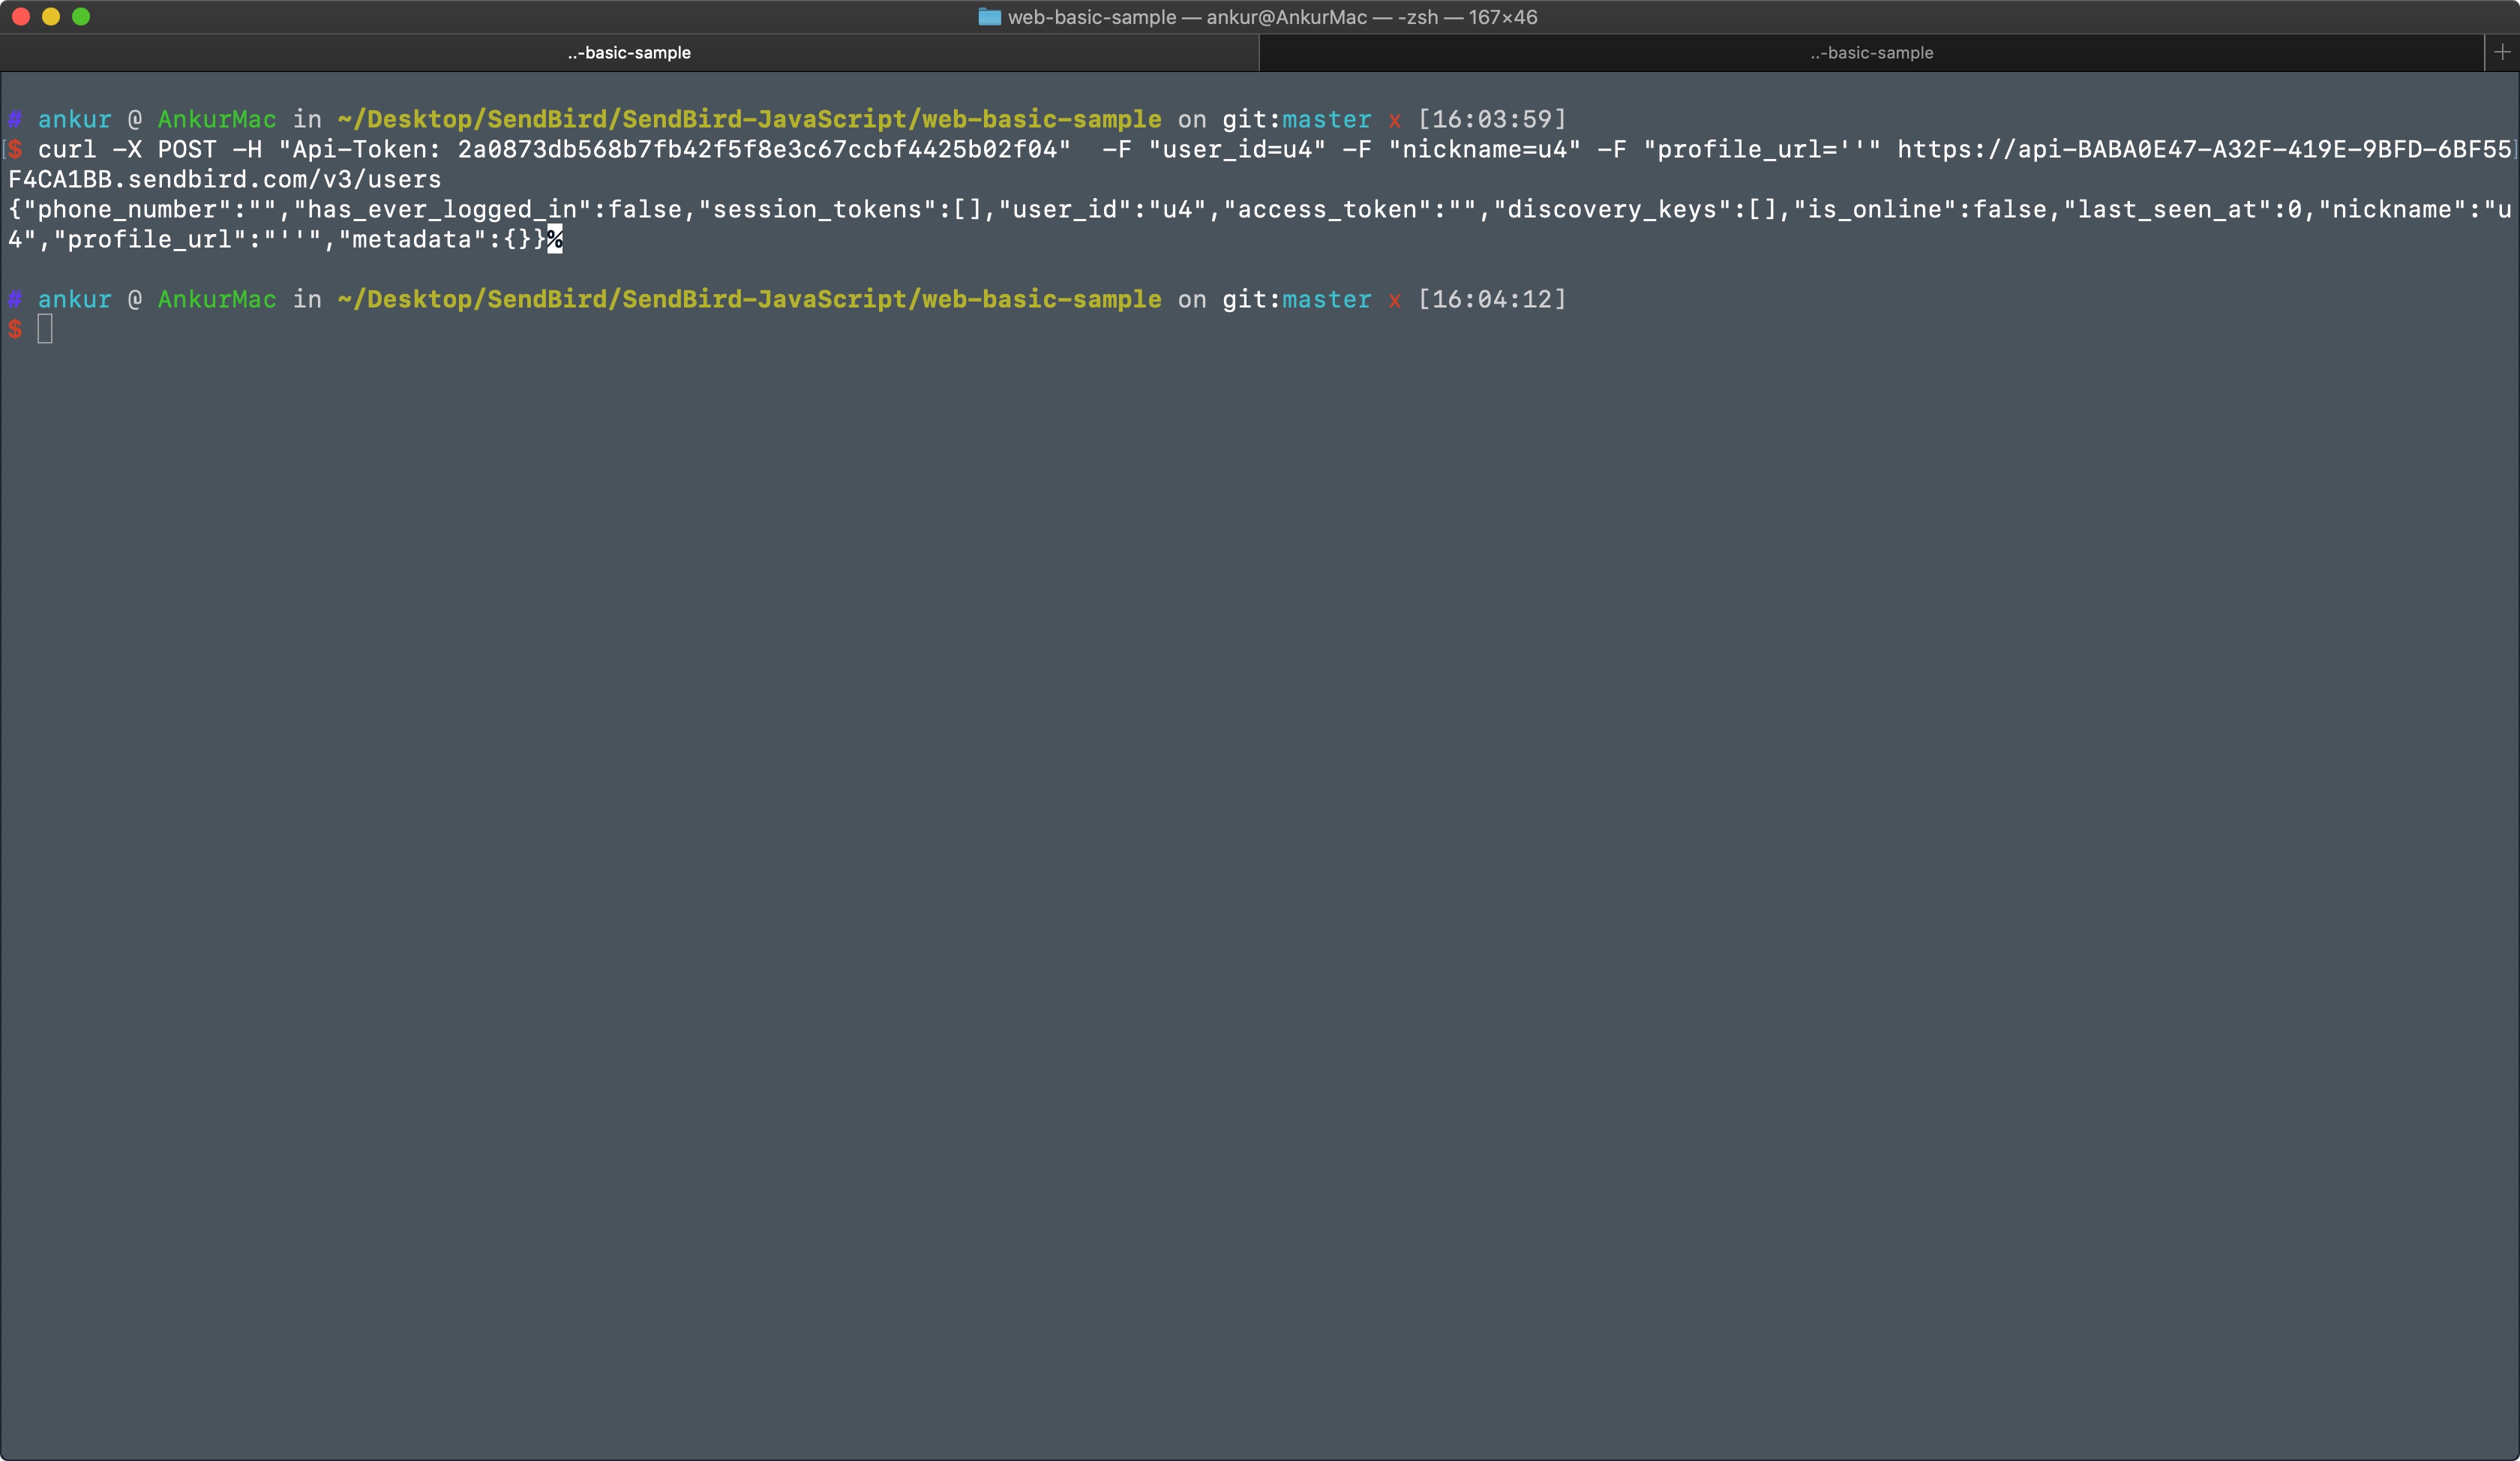 web-basic-sample — ankur@AnkurMac — -zsh — 167×46
..-basic-sample ..-basic-sample +
# ankur @ AnkurMac in ~/Desktop/SendBird/SendBird-JavaScript/web-basic-sample on git:master x [16:03:59]
$ curl -X POST -H "Api-Token: 2a0873db568b7fb42f5f8e3c67ccbf4425b02f04"  -F "user_id=u4" -F "nickname=u4" -F "profile_url=''" https://api-BABA0E47-A32F-419E-9BFD-6BF55
F4CA1BB.sendbird.com/v3/users
{"phone_number":"","has_ever_logged_in":false,"session_tokens":[],"user_id":"u4","access_token":"","discovery_keys":[],"is_online":false,"last_seen_at":0,"nickname":"u
4","profile_url":"''","metadata":{}}%
# ankur @ AnkurMac in ~/Desktop/SendBird/SendBird-JavaScript/web-basic-sample on git:master x [16:04:12]
$